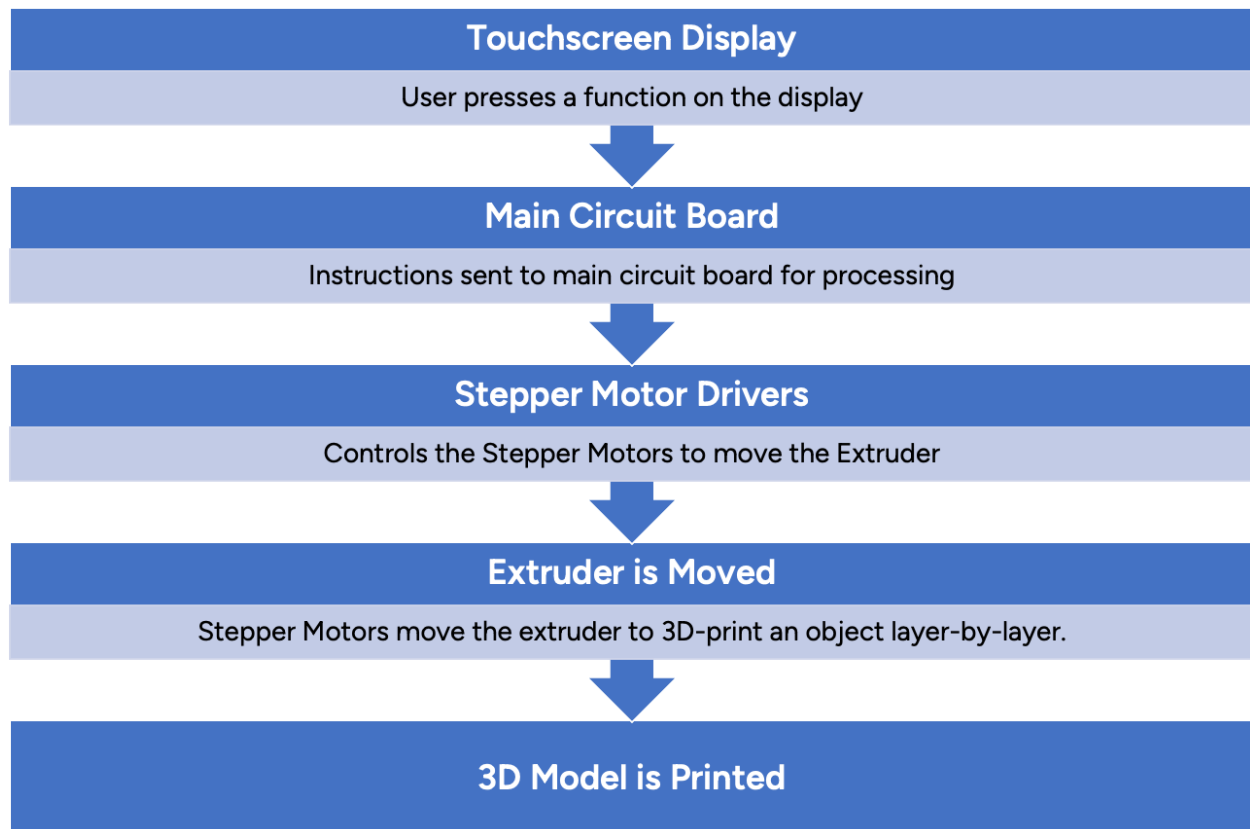 Touchscreen Display
User presses a function on the display
Main Circuit Board
Instructions sent to main circuit board for processing
Stepper Motor Drivers
Controls the Stepper Motors to move the Extruder
Extruder is Moved
Stepper Motors move the extruder to 3D-print an object layer-by-layer.
3D Model is Printed